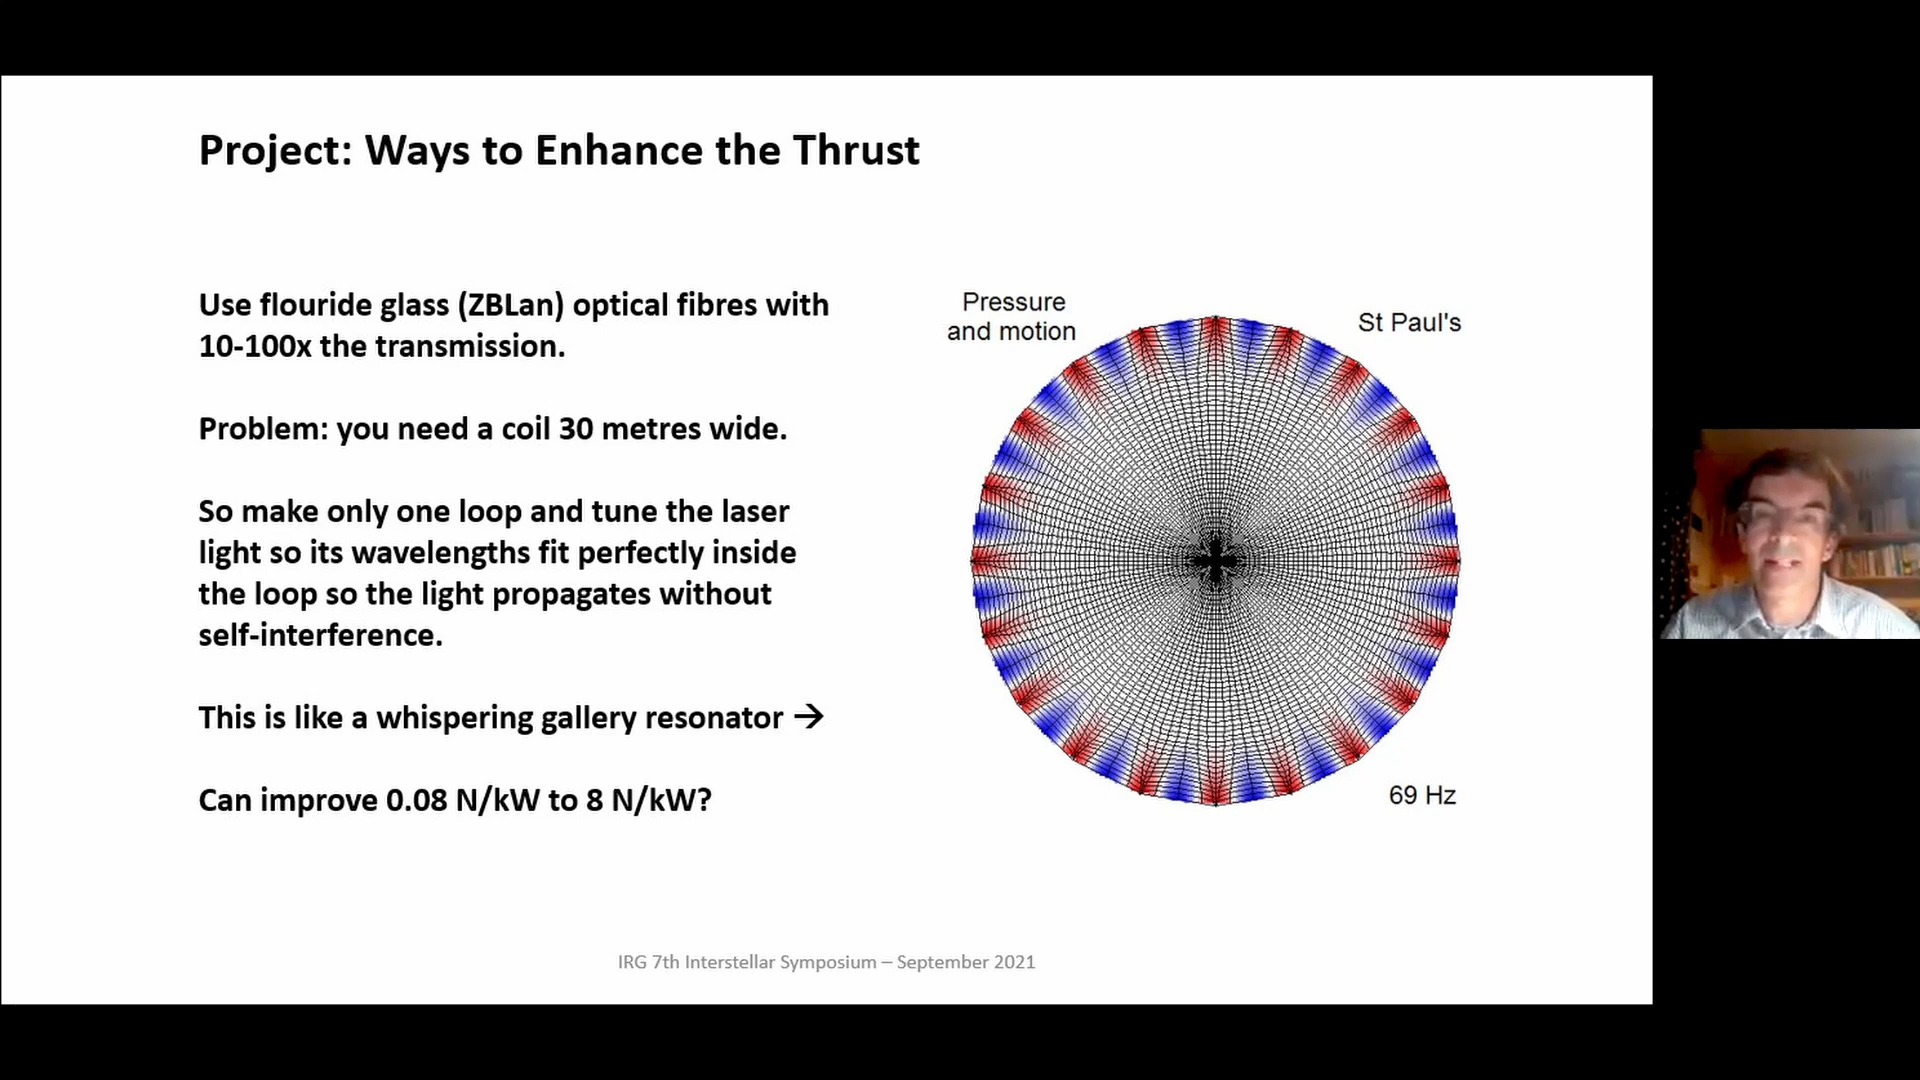 Project: Ways to Enhance the Thrust
Use flouride glass (ZBLan) optical fibres with
10-100x the transmission.
Problem: you need a coil 30 metres wide.
So make only one loop and tune the laser
light so its wavelengths fit perfectly inside
the loop so the light propagates without
self-interference.
This is like a whispering gallery resonator →
Can improve 0.08 N/kW to 8 N/kW?
Pressure
and motion
St Paul's
69 Hz
IRG 7th Interstellar Symposium – September 2021